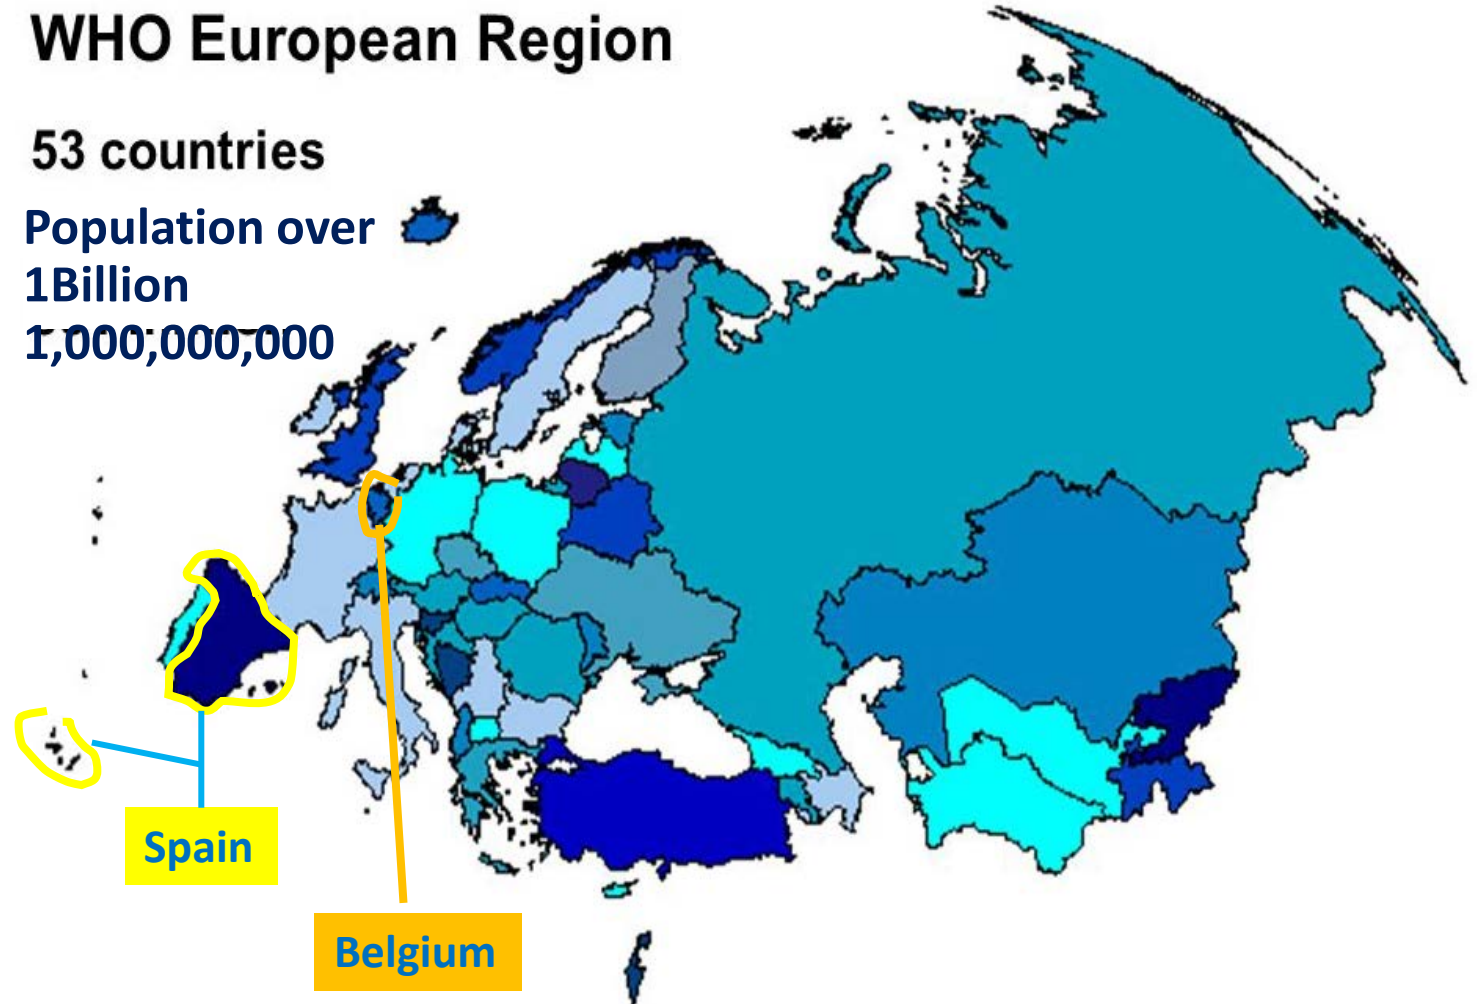 WHO European Region
53 countries
Population over
1Billion
1,000,000,000
Spain
Belgium